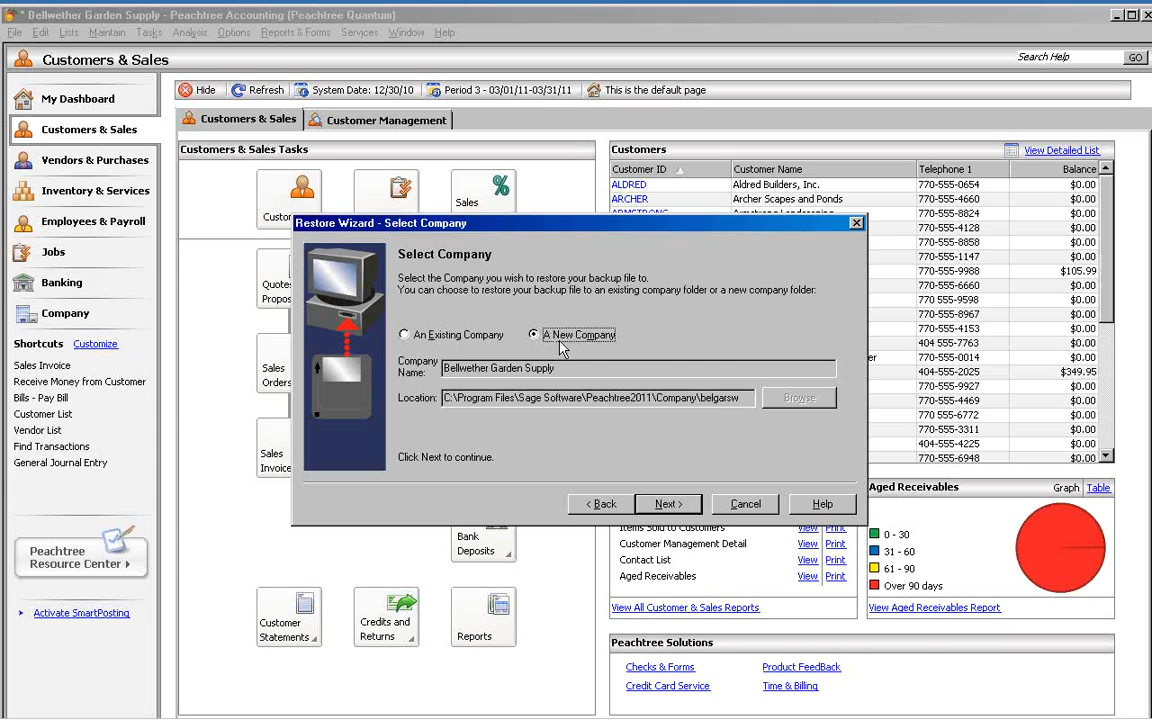 * Bellwether Garden Supply - Peachtree Accounting (Peachtree Quantum)
File Edit Lists Maintain Tasks Analysis Options Reports & Forms Services Window Help
Customers & Sales
Search Help GO
My Dashboard
Customers & Sales
Vendors & Purchases
Inventory & Services
Employees & Payroll
Jobs
Banking
Company
Shortcuts Customize
Sales Invoice
Receive Money from Customer
Bills - Pay Bill
Customer List
Vendor List
Find Transactions
General Journal Entry
Peachtree
Resource Center
Activate SmartPosting
Hide Refresh System Date: 12/30/10 Period 3 - 03/01/11-03/31/11 This is the default page
Customers & Sales Customer Management
Customers & Sales Tasks
Sales
Quotes
Sales
Orders
Sales
Invoice
Bank
Deposits
Customer
Statements
Credits and
Returns
Reports
Restore Wizard - Select Company
Select Company
Select the Company you wish to restore your backup file to.
You can choose to restore your backup file to an existing company folder or a new company folder:
An Existing Company A New Company
Company
Name:
Bellwether Garden Supply
Location: C:\Program Files\Sage Software\Peachtree2011\Company\belgarsw Browse
Click Next to continue.
< Back Next > Cancel Help
Customers View Detailed List
Customer ID Customer Name Telephone 1 Balance
ALDRED Aldred Builders, Inc. 770-555-0654 $0.00
ARCHER Archer Scapes and Ponds 770-555-4660 $0.00
ARMSTRONG Armstrong Landscaping 770-555-8824 $0.00
770-555-4128 $0.00
770-555-8858 $0.00
770-555-1147 $0.00
770-555-9988 $105.99
770-555-6660 $0.00
770 555-9598 $0.00
770-555-8967 $0.00
770-555-4153 $0.00
404 555-7763 $0.00
770-555-0014 $0.00
404-555-2025 $349.95
770-555-9927 $0.00
770-555-4469 $0.00
770 555-6772 $0.00
770-555-3311 $0.00
404-555-4225 $0.00
770-555-6948 $0.00
Items Sold to Customers View Print
Customer Management Detail View Print
Contact List View Print
Aged Receivables View Print
View All Customer & Sales Reports
Aged Receivables Graph Table
0 - 30
31 - 60
61 - 90
Over 90 days
View Aged Receivables Report
Peachtree Solutions
Checks & Forms Product FeedBack
Credit Card Service Time & Billing